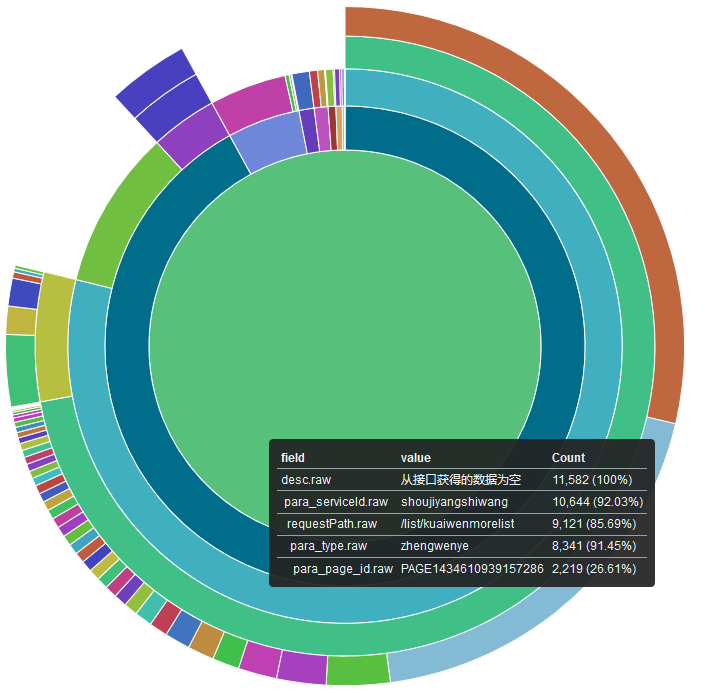 field value Count
desc.raw 从接口获得的数据为空 11,582 (100%)
para_serviceId.raw shoujiyangshiwang 10,644 (92.03%)
requestPath.raw /list/kuaiwenmorelist 9,121 (85.69%)
para_type.raw zhengwenye 8,341 (91.45%)
para_page_id.raw PAGE1434610939157286 2,219 (26.61%)